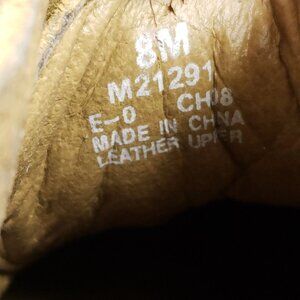 8M
M21291
E-0 CH08
MADE IN CHINA
LEATHER UPPER